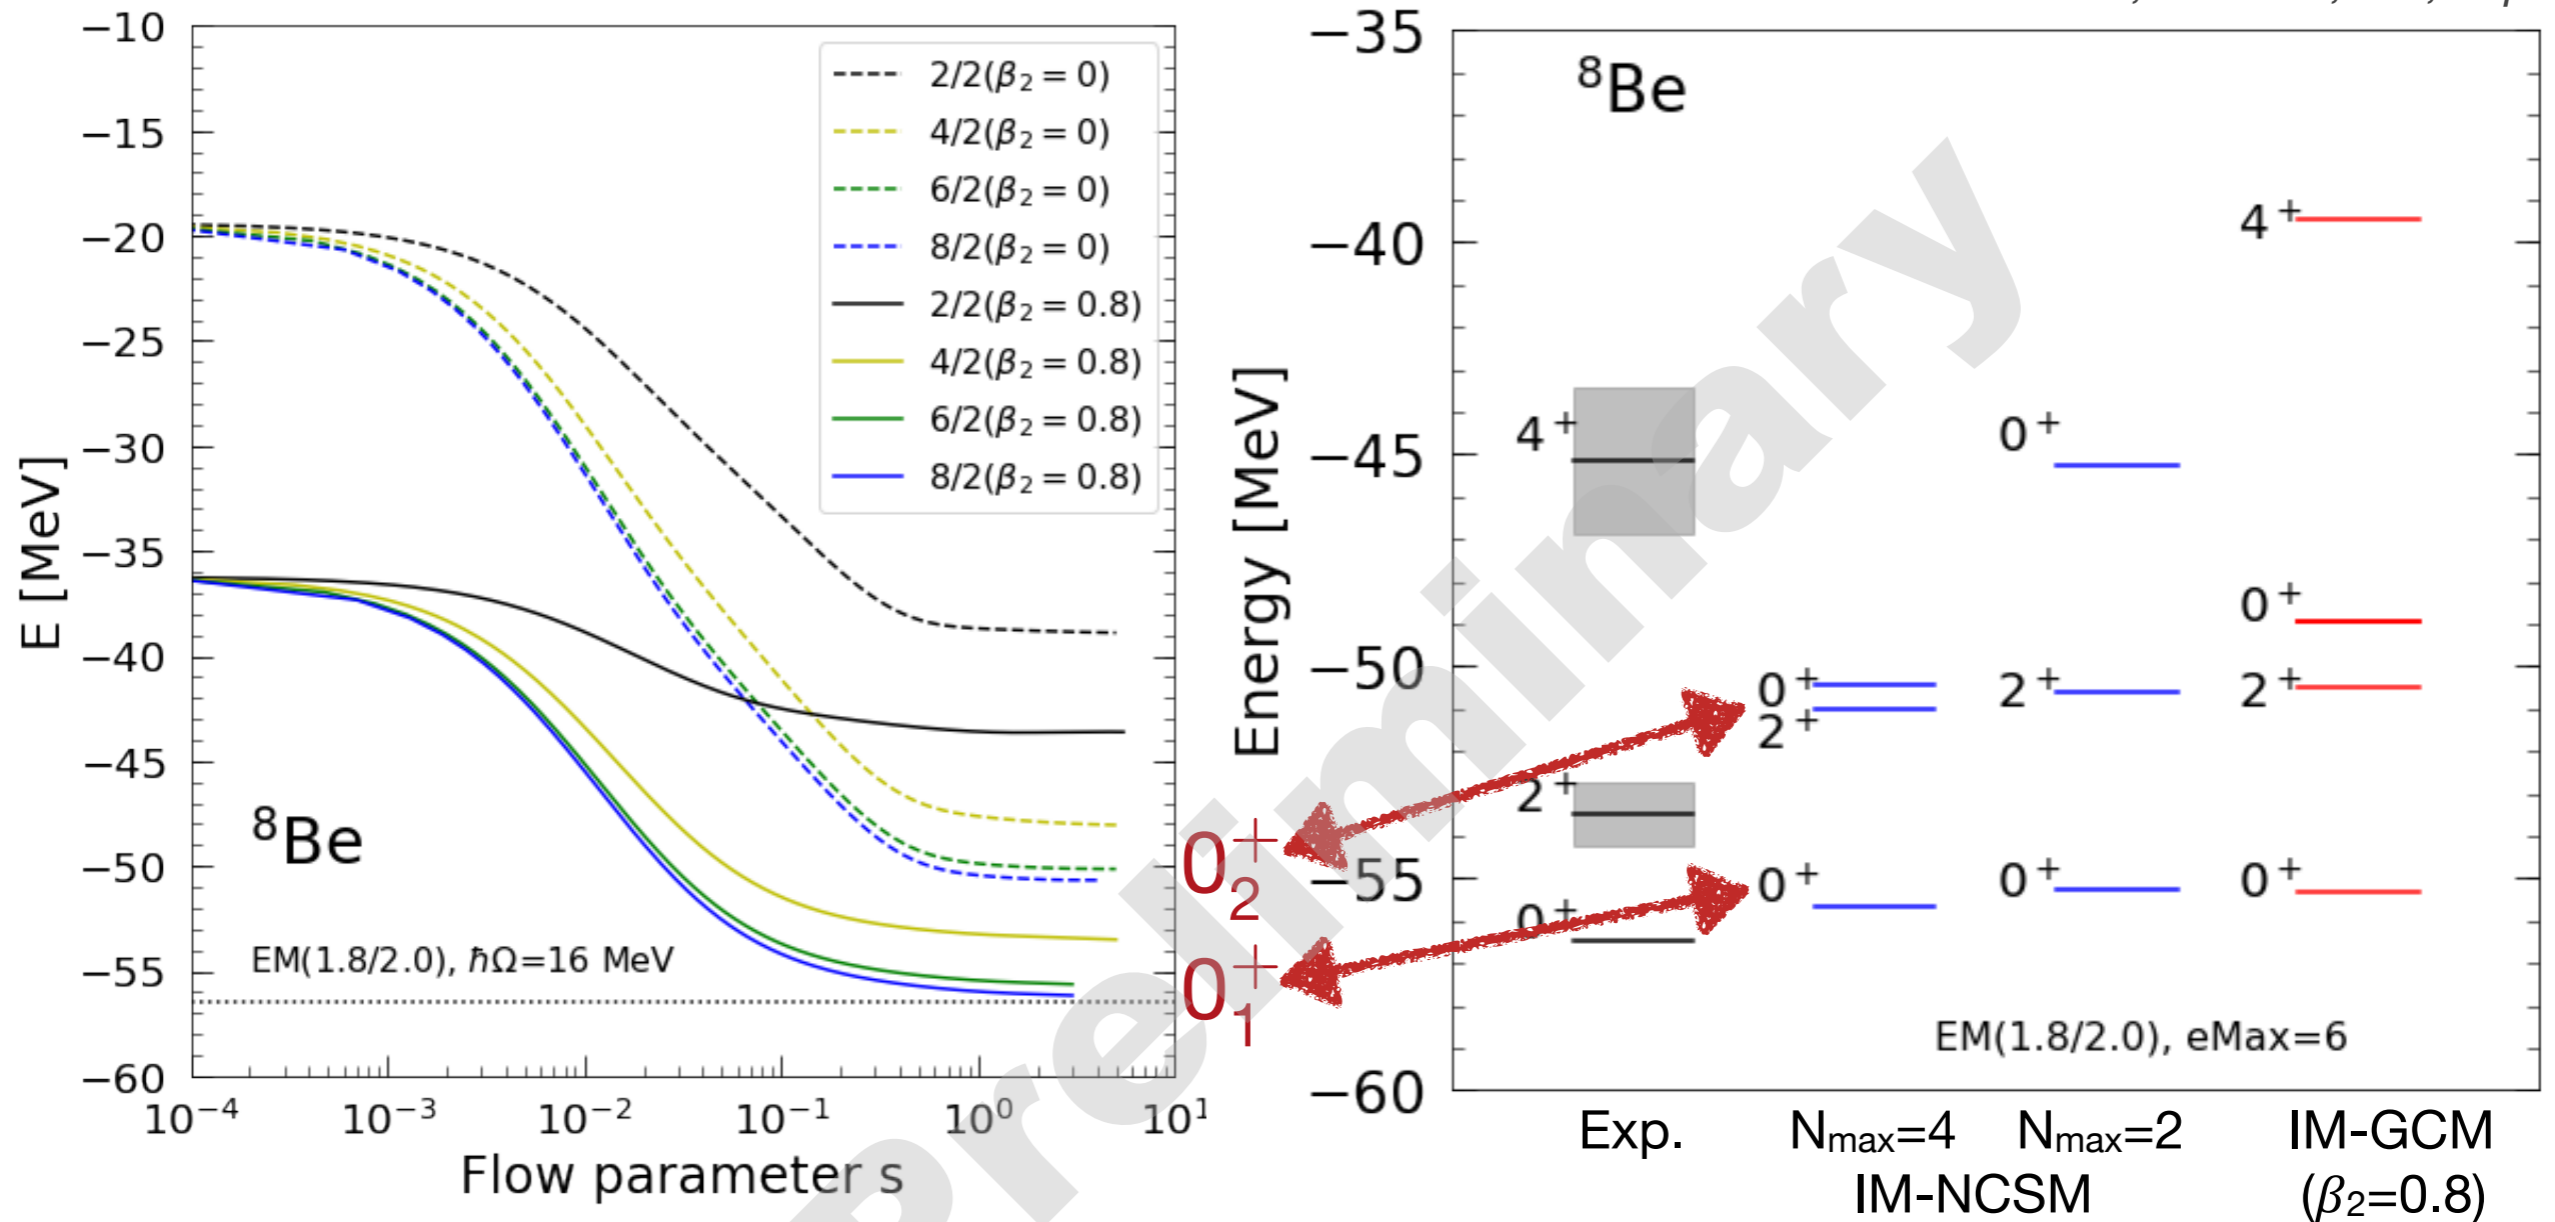 −10
−15
−20
−25
−30
−35
−40
−45
−50
−55
−60
E [MeV]
2/2(β₂ = 0)
4/2(β₂ = 0)
6/2(β₂ = 0)
8/2(β₂ = 0)
2/2(β₂ = 0.8)
4/2(β₂ = 0.8)
6/2(β₂ = 0.8)
8/2(β₂ = 0.8)
⁸Be
EM(1.8/2.0), ℏΩ=16 MeV
10⁻⁴ 10⁻³ 10⁻² 10⁻¹ 10⁰ 10¹
Flow parameter s
0₂⁺
0₁⁺
−35
−40
−45
−50
−55
−60
Energy [MeV]
⁸Be
4⁺
2⁺
0⁺
0⁺
2⁺
0⁺
0⁺
2⁺
0⁺
4⁺
0⁺
2⁺
0⁺
EM(1.8/2.0), eMax=6
Exp. Nmax=4 Nmax=2 IM-GCM
IM-NCSM (β₂=0.8)
Preliminary